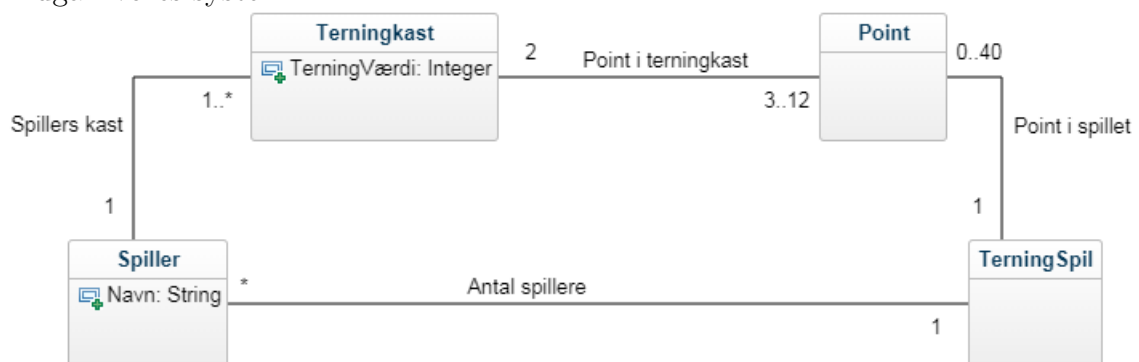 Terningkast
TerningVærdi: Integer
2
Point i terningkast
Point
0..40
1..*
3..12
Spillers kast
Point i spillet
1
1
Spiller
Navn: String
*
Antal spillere
TerningSpil
1